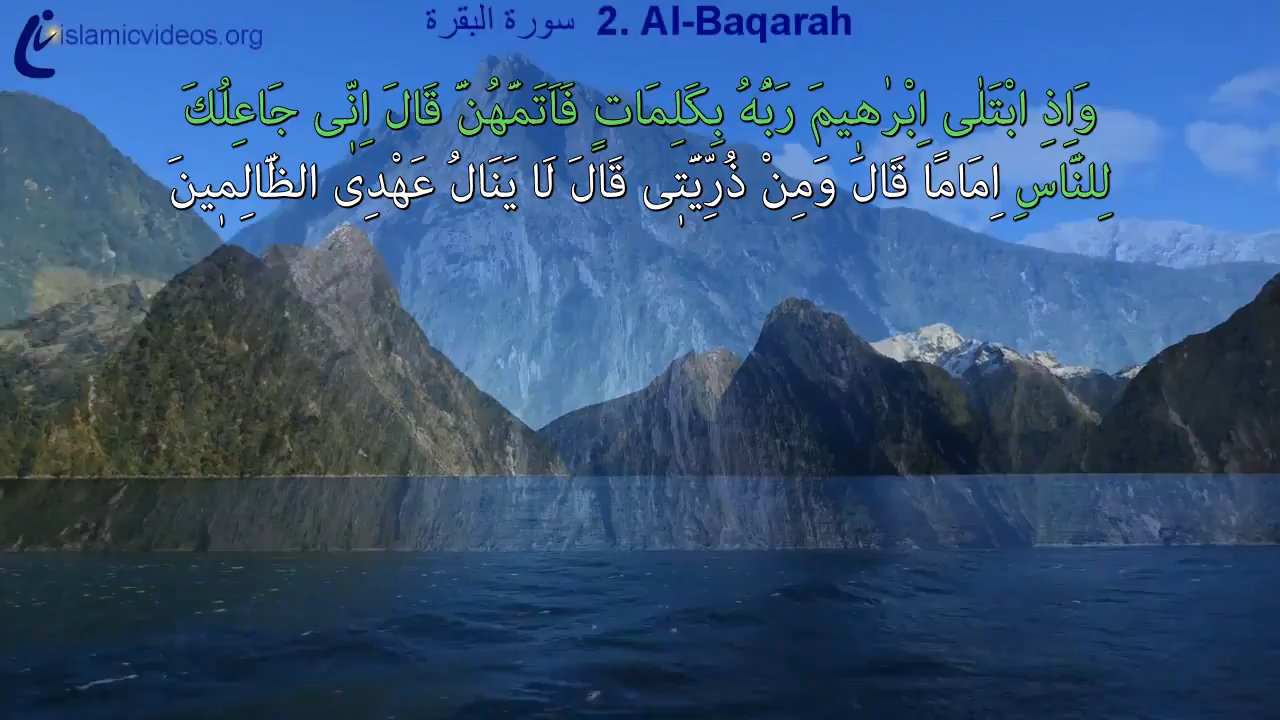 islamicvideos.org
سورة البقرة 2. Al-Baqarah
وَاِذِ ابْتَلٰٓى اِبْرٰهٖيمَ رَبُّهُ بِكَلِمَاتٍ فَاَتَمَّهُنَّ قَالَ اِنّٖى جَاعِلُكَ
لِلنَّاسِ اِمَامًا قَالَ وَمِنْ ذُرِّيَّتٖى قَالَ لَا يَنَالُ عَهْدِى الظَّالِمٖينَ